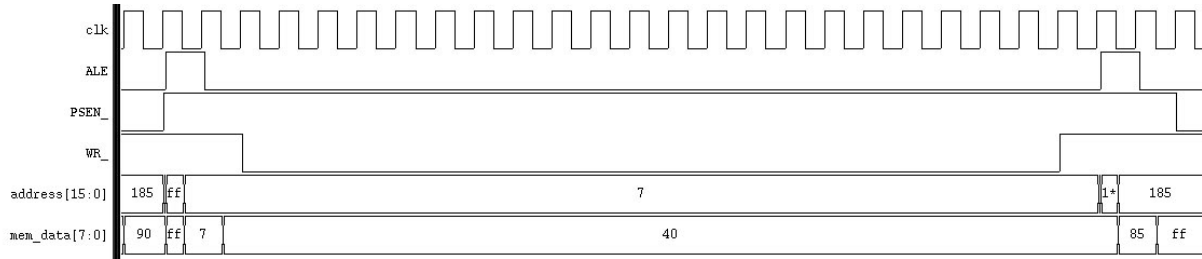 clk
ALE
PSEN_
WR_
address[15:0] 185 ff 7 1* 185
mem_data[7:0] 90 ff 7 40 85 ff